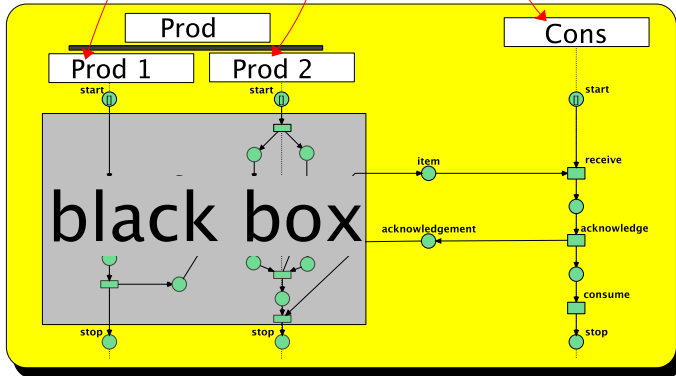 Prod
Cons
Prod 1
Prod 2
start
start
start
item
receive
black box
acknowledgement
acknowledge
consume
stop
stop
stop